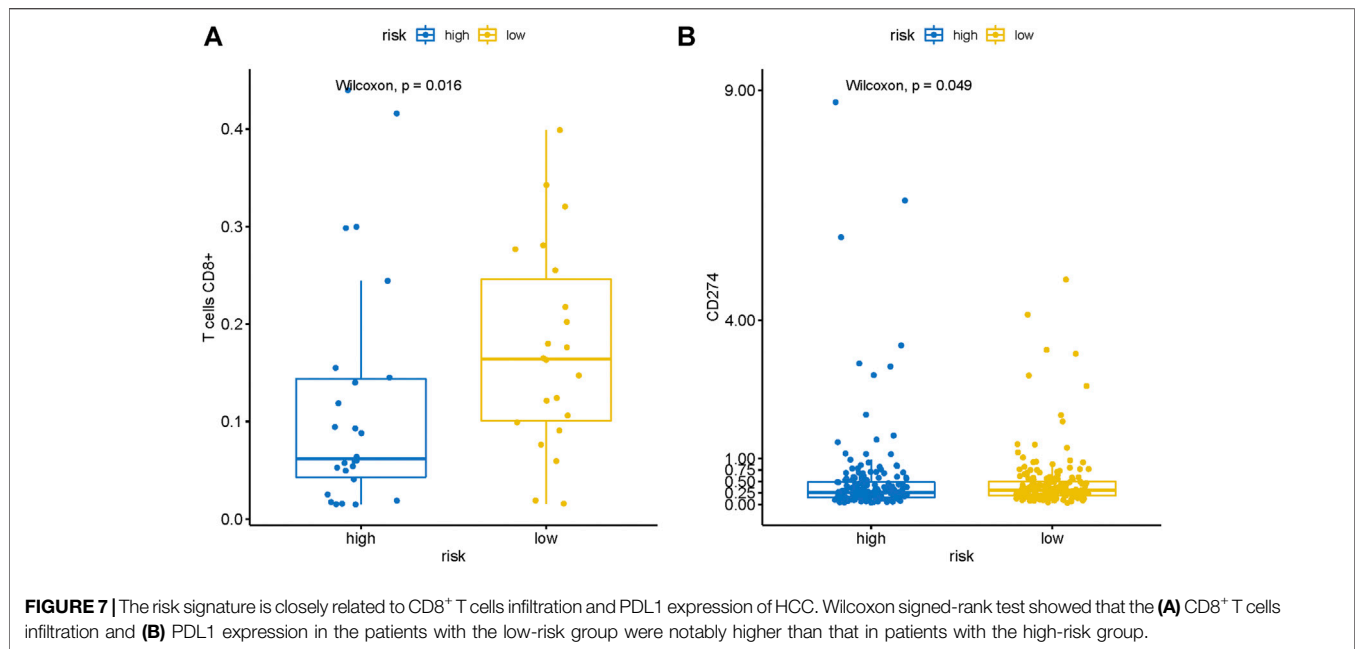 A
risk high low
Wilcoxon, p = 0.016
T cells CD8+
0.4
0.3
0.2
0.1
0.0
high low
risk
B
risk high low
Wilcoxon, p = 0.049
CD274
9.00
4.00
1.00
0.75
0.50
0.25
0.00
high low
risk
FIGURE 7 | The risk signature is closely related to CD8⁺ T cells infiltration and PDL1 expression of HCC. Wilcoxon signed-rank test showed that the (A) CD8⁺ T cells
infiltration and (B) PDL1 expression in the patients with the low-risk group were notably higher than that in patients with the high-risk group.